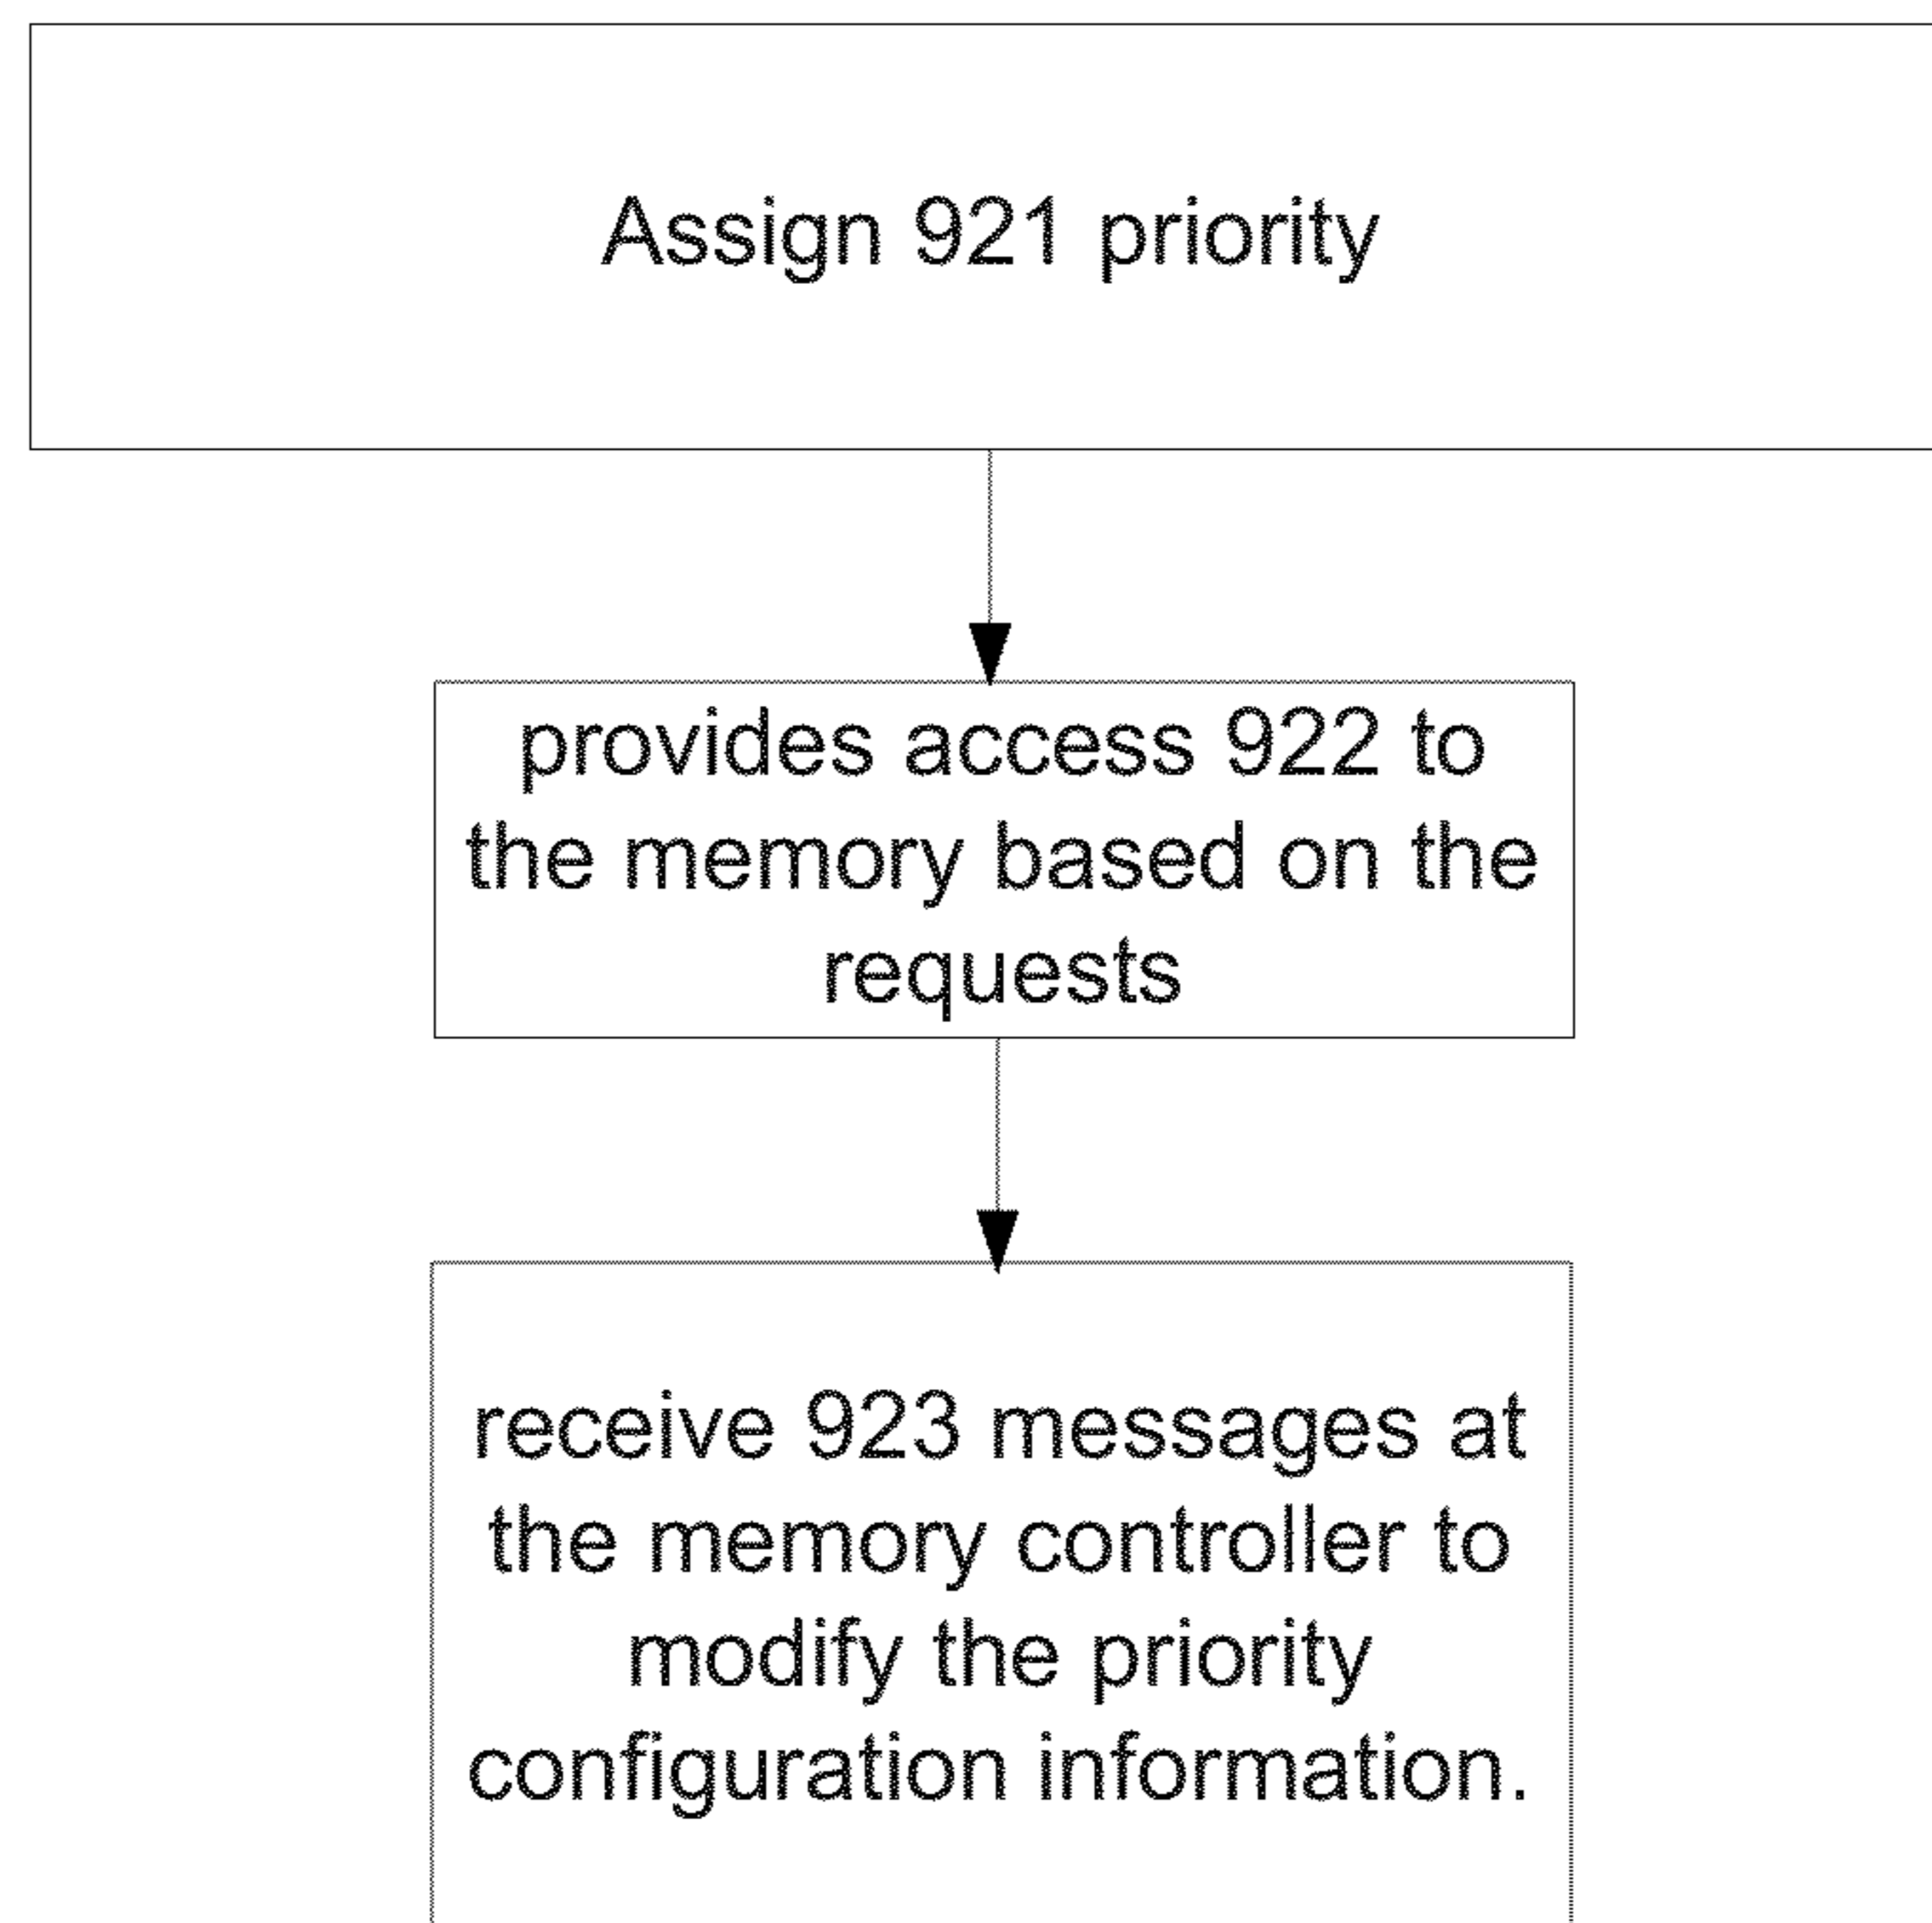 Assign 921 priority
provides access 922 to
the memory based on the
requests
receive 923 messages at
the memory controller to
modify the priority
configuration information.